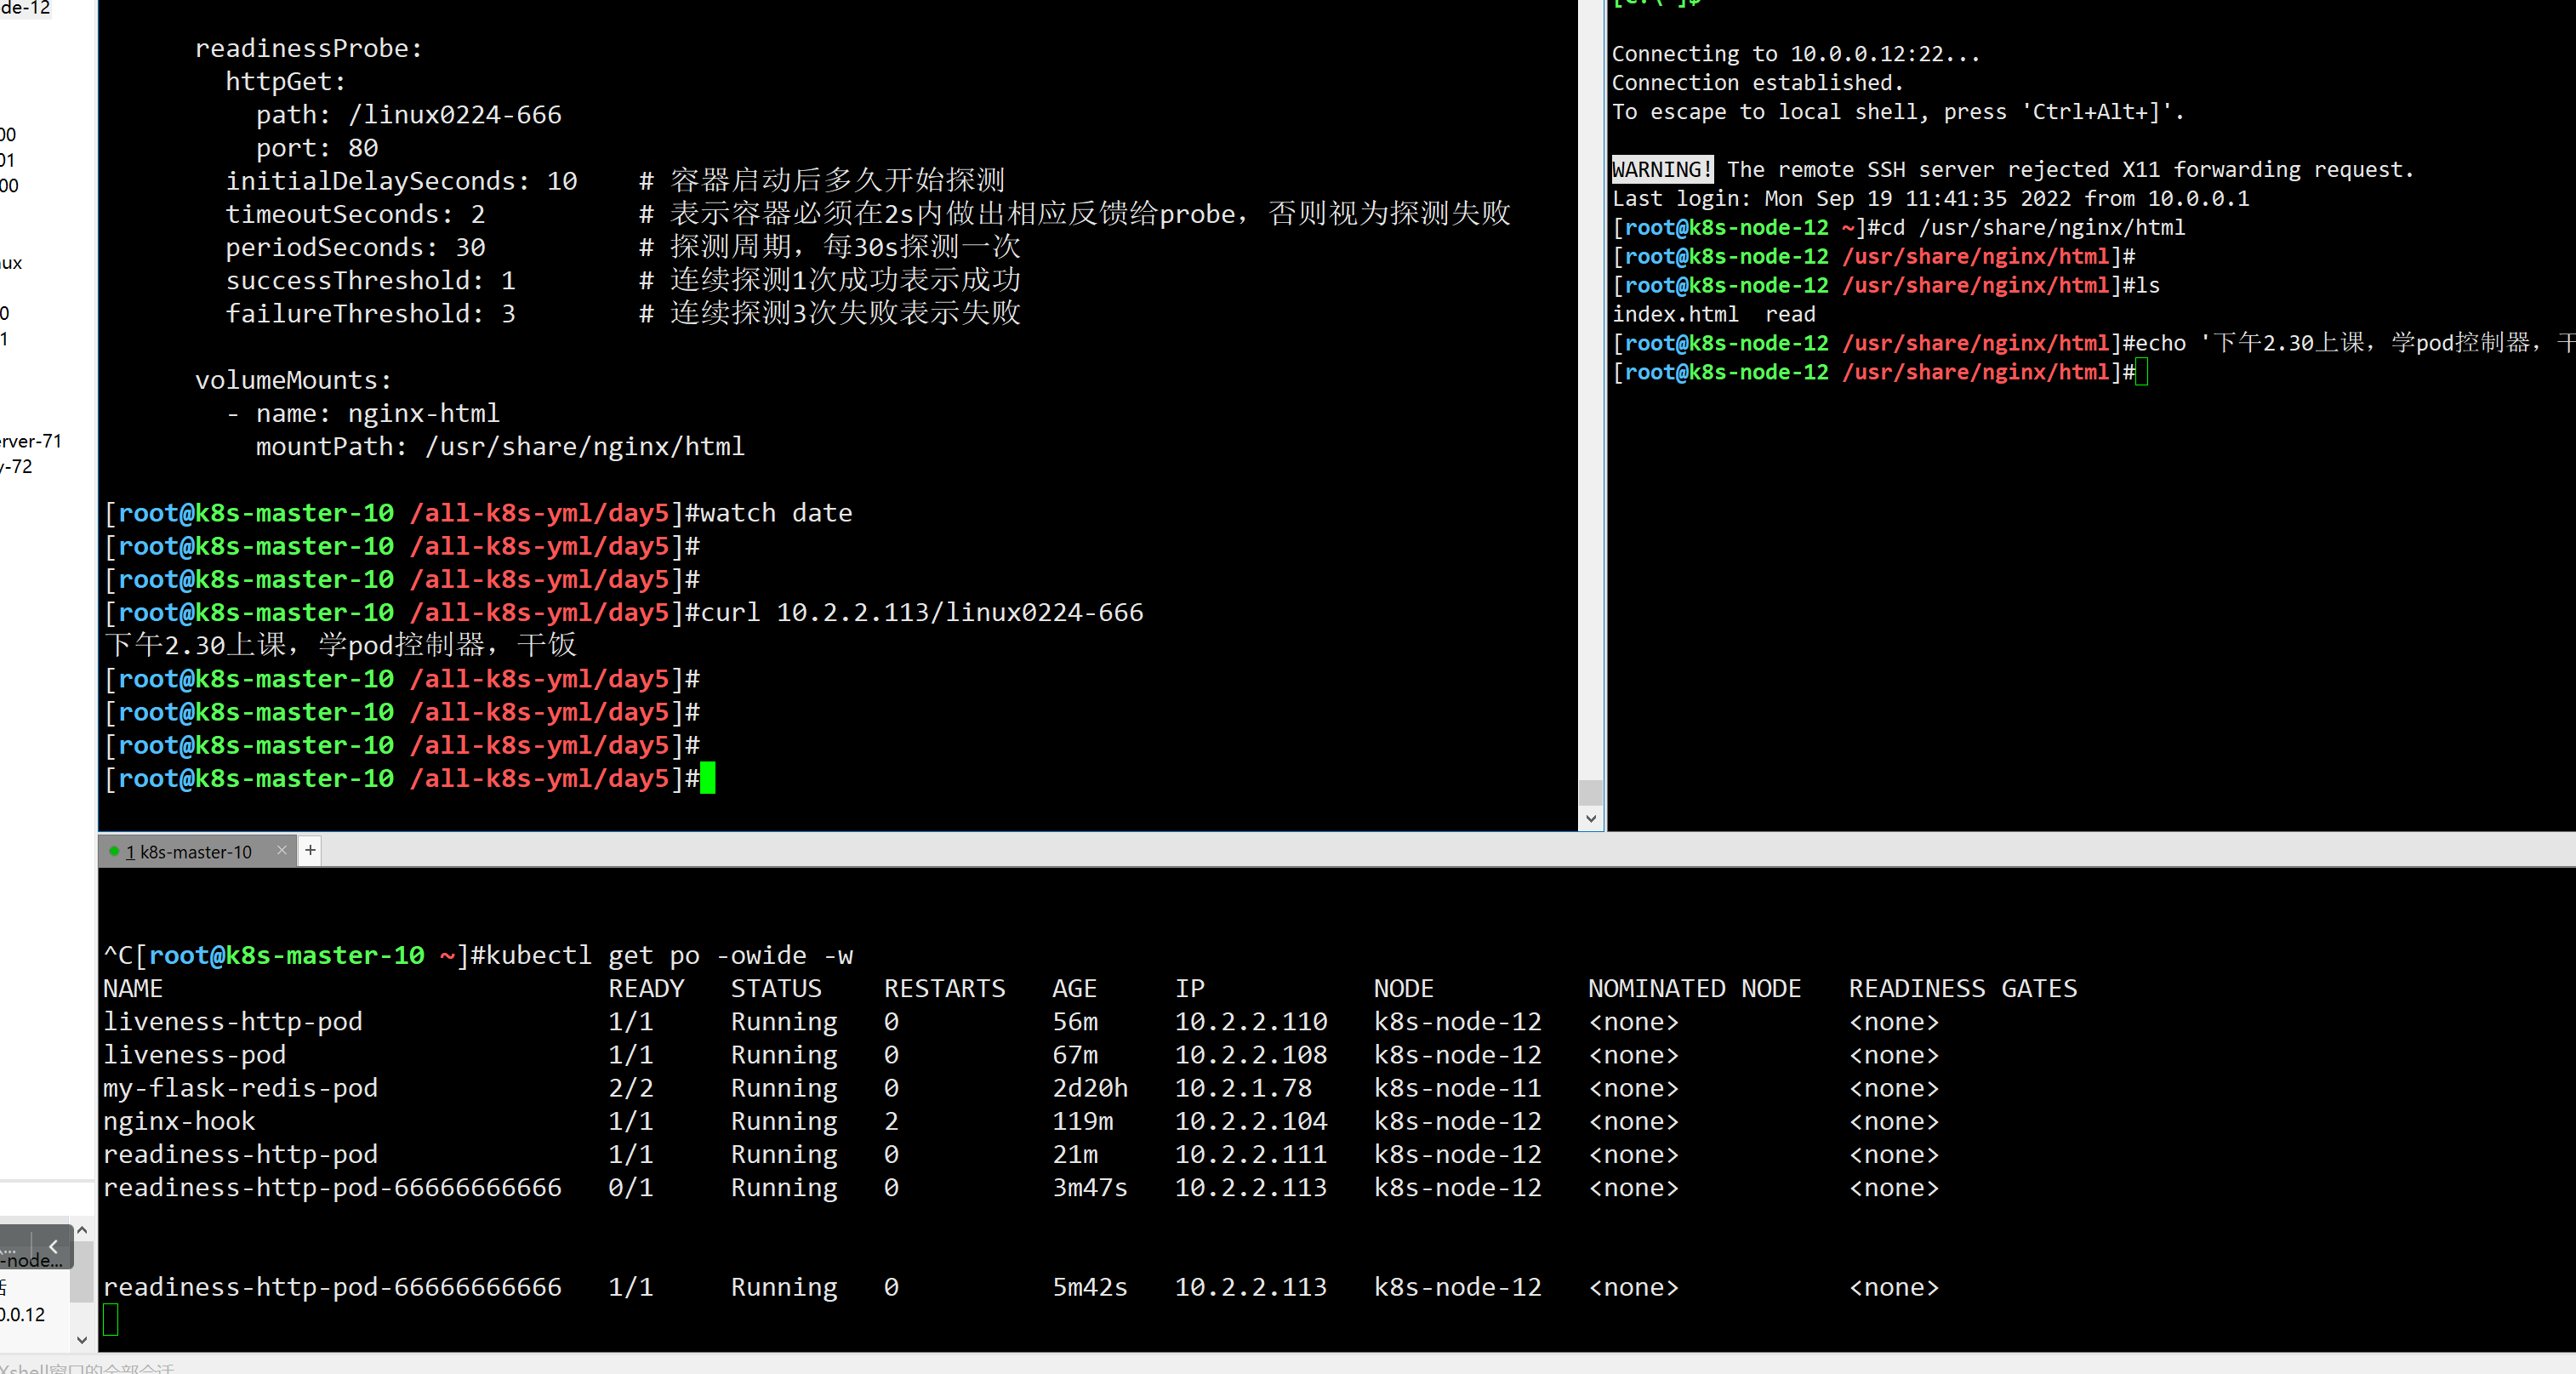 de-12
00
01
00
ux
0
1
erver-71
y-72
-node...
0.0.12
readinessProbe:
httpGet:
path: /linux0224-666
port: 80
initialDelaySeconds: 10 # 容器启动后多久开始探测
timeoutSeconds: 2 # 表示容器必须在2s内做出相应反馈给probe，否则视为探测失败
periodSeconds: 30 # 探测周期，每30s探测一次
successThreshold: 1 # 连续探测1次成功表示成功
failureThreshold: 3 # 连续探测3次失败表示失败
volumeMounts:
- name: nginx-html
mountPath: /usr/share/nginx/html
[root@k8s-master-10 /all-k8s-yml/day5]#watch date
[root@k8s-master-10 /all-k8s-yml/day5]#
[root@k8s-master-10 /all-k8s-yml/day5]#
[root@k8s-master-10 /all-k8s-yml/day5]#curl 10.2.2.113/linux0224-666
下午2.30上课，学pod控制器，干饭
[root@k8s-master-10 /all-k8s-yml/day5]#
[root@k8s-master-10 /all-k8s-yml/day5]#
[root@k8s-master-10 /all-k8s-yml/day5]#
[root@k8s-master-10 /all-k8s-yml/day5]#
Connecting to 10.0.0.12:22...
Connection established.
To escape to local shell, press 'Ctrl+Alt+]'.
WARNING! The remote SSH server rejected X11 forwarding request.
Last login: Mon Sep 19 11:41:35 2022 from 10.0.0.1
[root@k8s-node-12 ~]#cd /usr/share/nginx/html
[root@k8s-node-12 /usr/share/nginx/html]#
[root@k8s-node-12 /usr/share/nginx/html]#ls
index.html read
[root@k8s-node-12 /usr/share/nginx/html]#echo '下午2.30上课，学pod控制器，干
[root@k8s-node-12 /usr/share/nginx/html]#
1 k8s-master-10 × +
^C[root@k8s-master-10 ~]#kubectl get po -owide -w
NAME READY STATUS RESTARTS AGE IP NODE NOMINATED NODE READINESS GATES
liveness-http-pod 1/1 Running 0 56m 10.2.2.110 k8s-node-12 <none> <none>
liveness-pod 1/1 Running 0 67m 10.2.2.108 k8s-node-12 <none> <none>
my-flask-redis-pod 2/2 Running 0 2d20h 10.2.1.78 k8s-node-11 <none> <none>
nginx-hook 1/1 Running 2 119m 10.2.2.104 k8s-node-12 <none> <none>
readiness-http-pod 1/1 Running 0 21m 10.2.2.111 k8s-node-12 <none> <none>
readiness-http-pod-66666666666 0/1 Running 0 3m47s 10.2.2.113 k8s-node-12 <none> <none>
readiness-http-pod-66666666666 1/1 Running 0 5m42s 10.2.2.113 k8s-node-12 <none> <none>